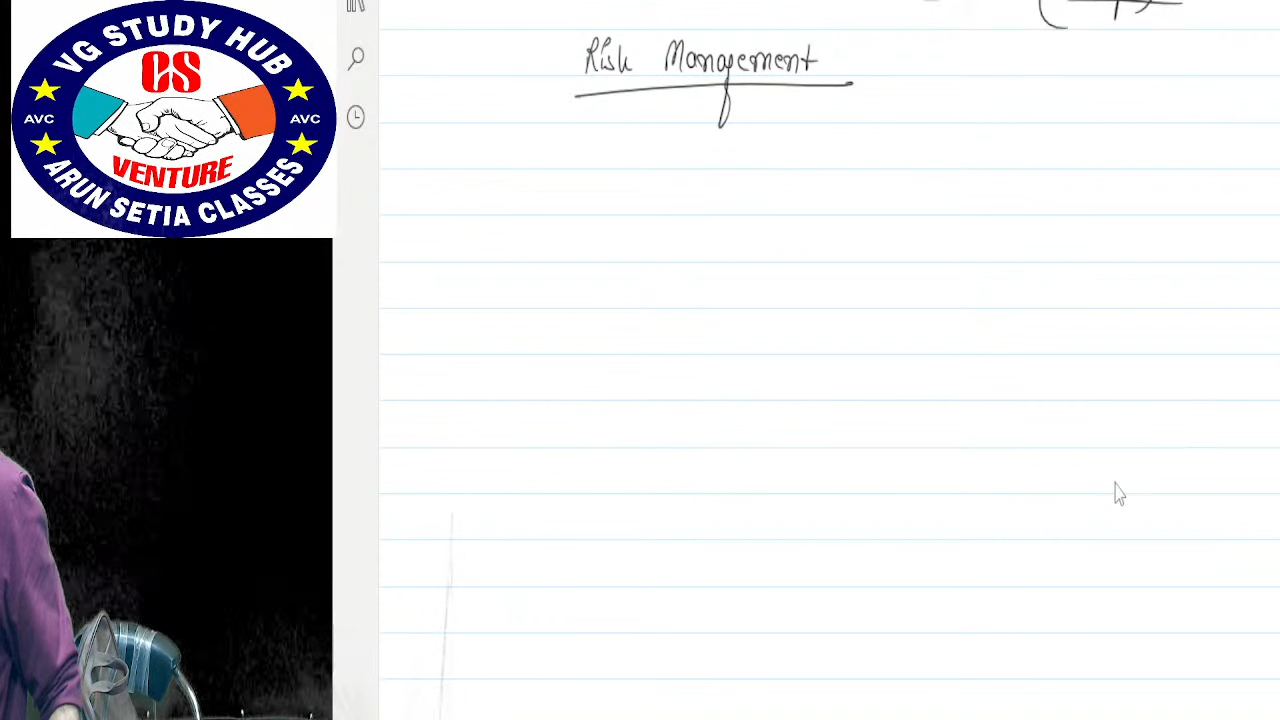 VG STUDY HUB
CS
AVC
AVC
VENTURE
ARUN SETIA CLASSES
Risk Management